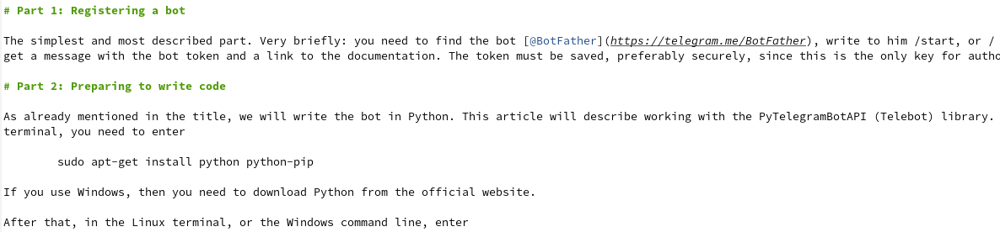 # Part 1: Registering a bot
The simplest and most described part. Very briefly: you need to find the bot [@BotFather](https://telegram.me/BotFather), write to him /start, or /
get a message with the bot token and a link to the documentation. The token must be saved, preferably securely, since this is the only key for autho
# Part 2: Preparing to write code
As already mentioned in the title, we will write the bot in Python. This article will describe working with the PyTelegramBotAPI (Telebot) library.
terminal, you need to enter
sudo apt-get install python python-pip
If you use Windows, then you need to download Python from the official website.
After that, in the Linux terminal, or the Windows command line, enter